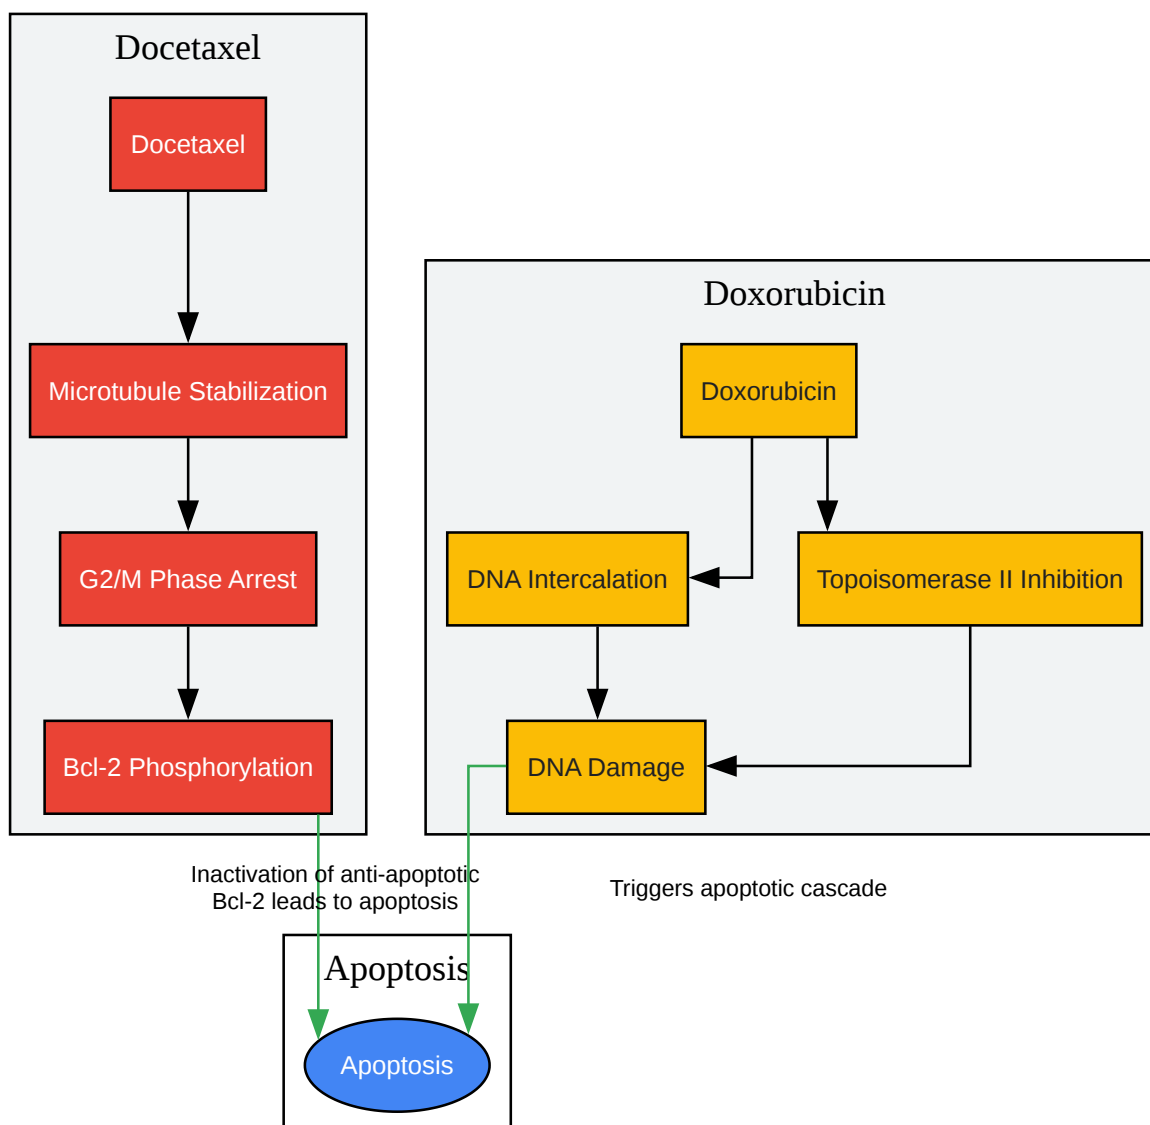 Docetaxel
Docetaxel
Microtubule Stabilization
G2/M Phase Arrest
Bcl-2 Phosphorylation
Doxorubicin
Doxorubicin
DNA Intercalation
Topoisomerase II Inhibition
DNA Damage
Inactivation of anti-apoptotic
Bcl-2 leads to apoptosis
Triggers apoptotic cascade
Apoptosis
Apoptosis